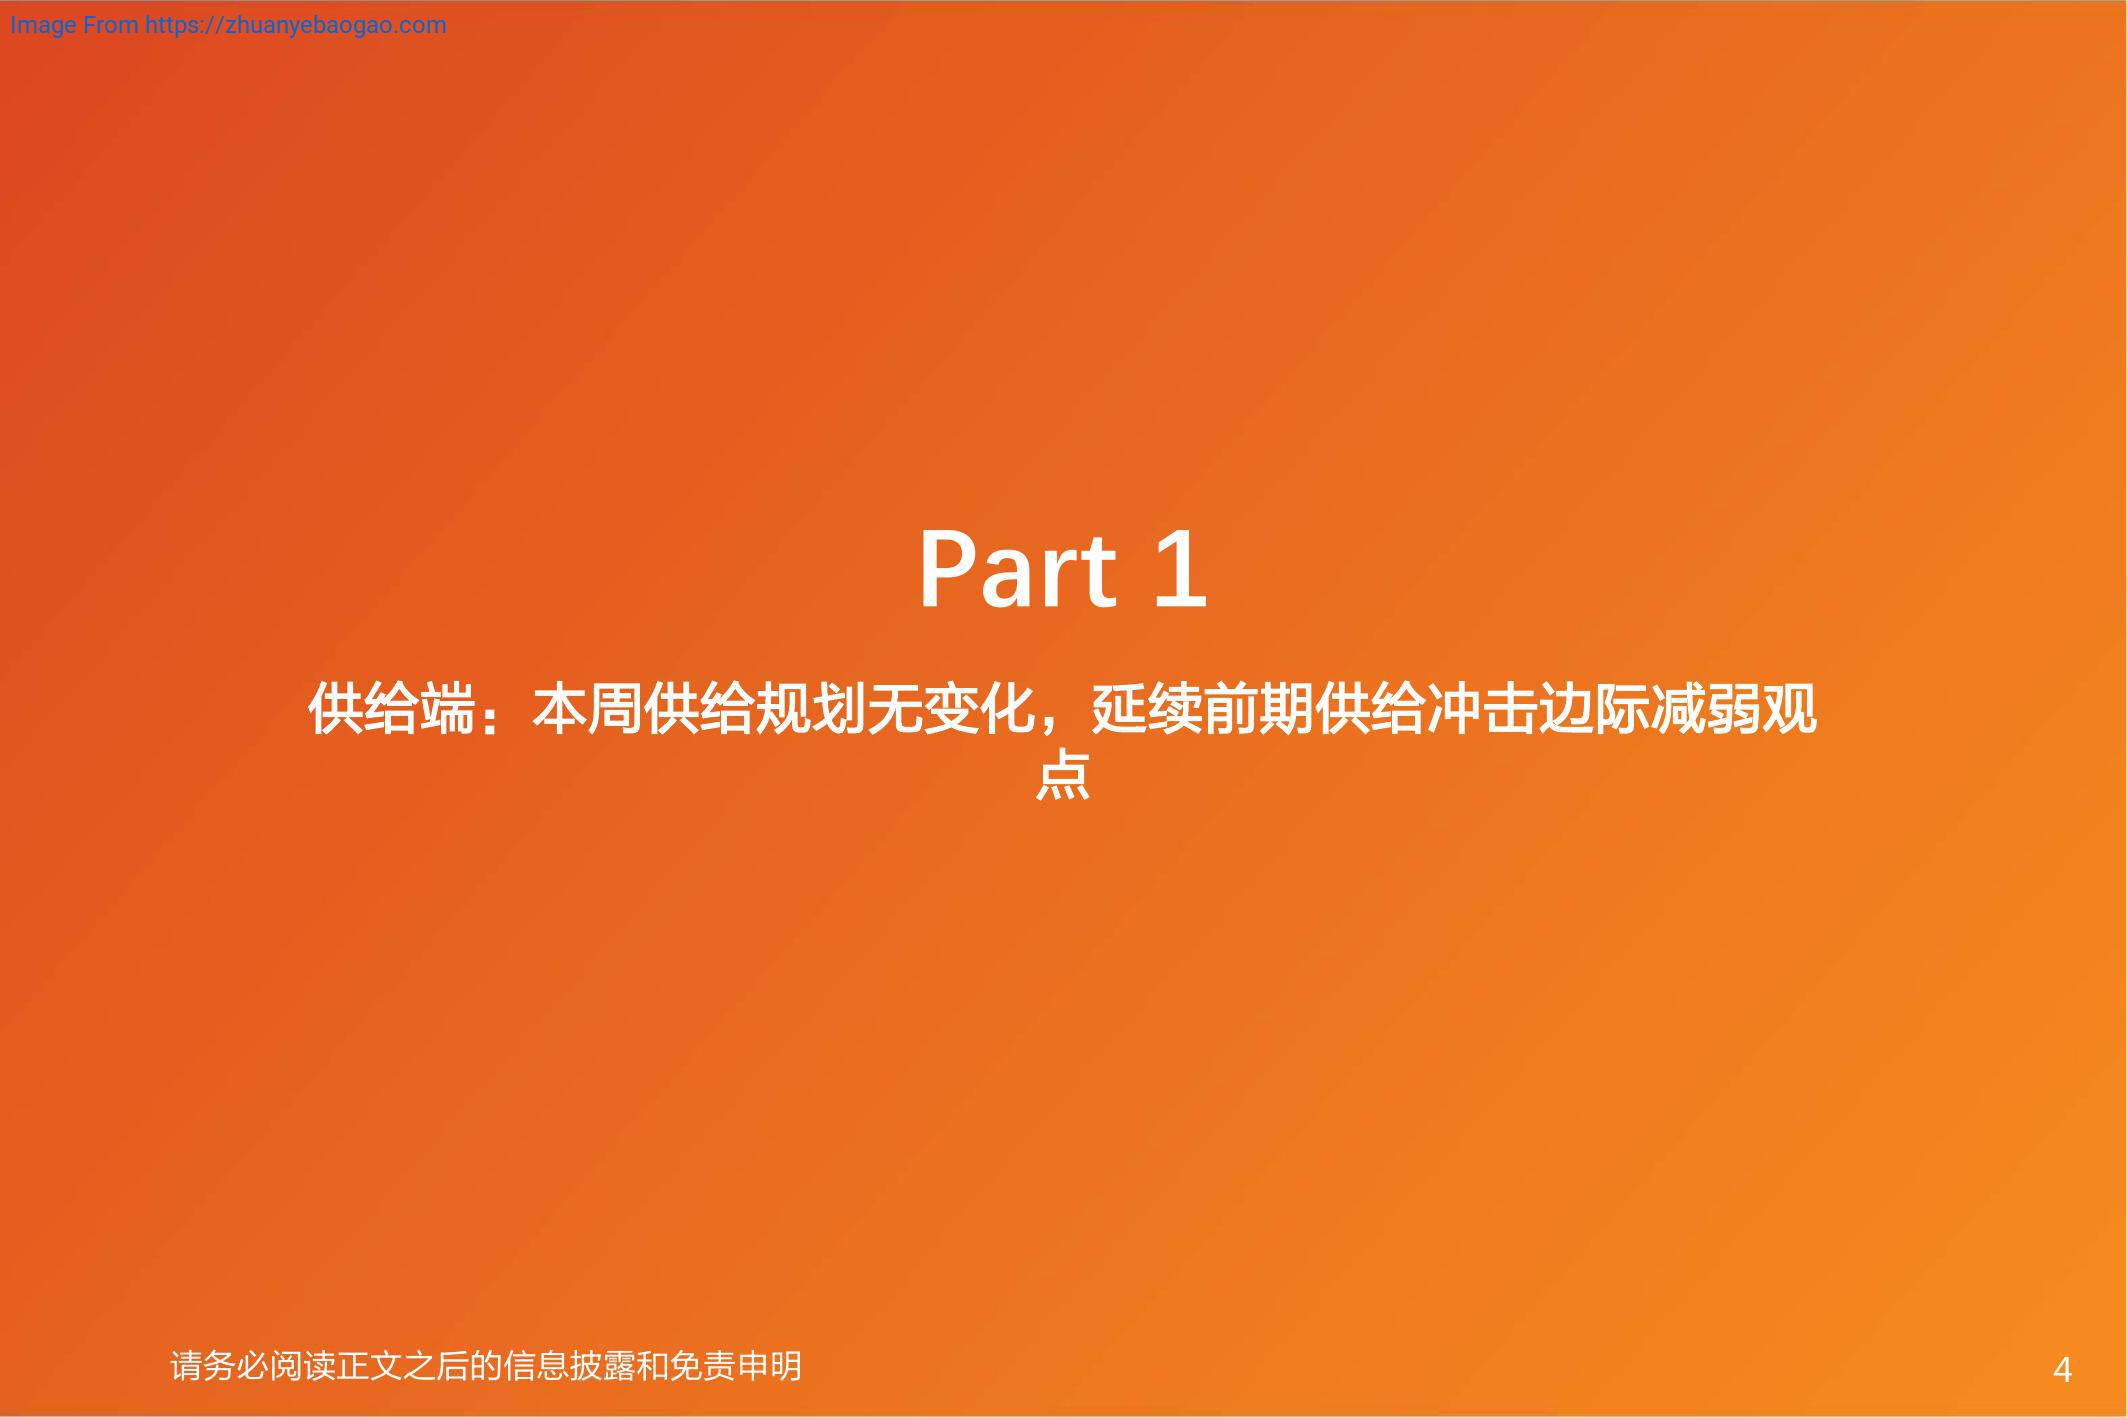 Image From https://zhuanyebaogao.com
Part 1
供给端：本周供给规划无变化，延续前期供给冲击边际减弱观
点
请务必阅读正文之后的信息披露和免责申明
4